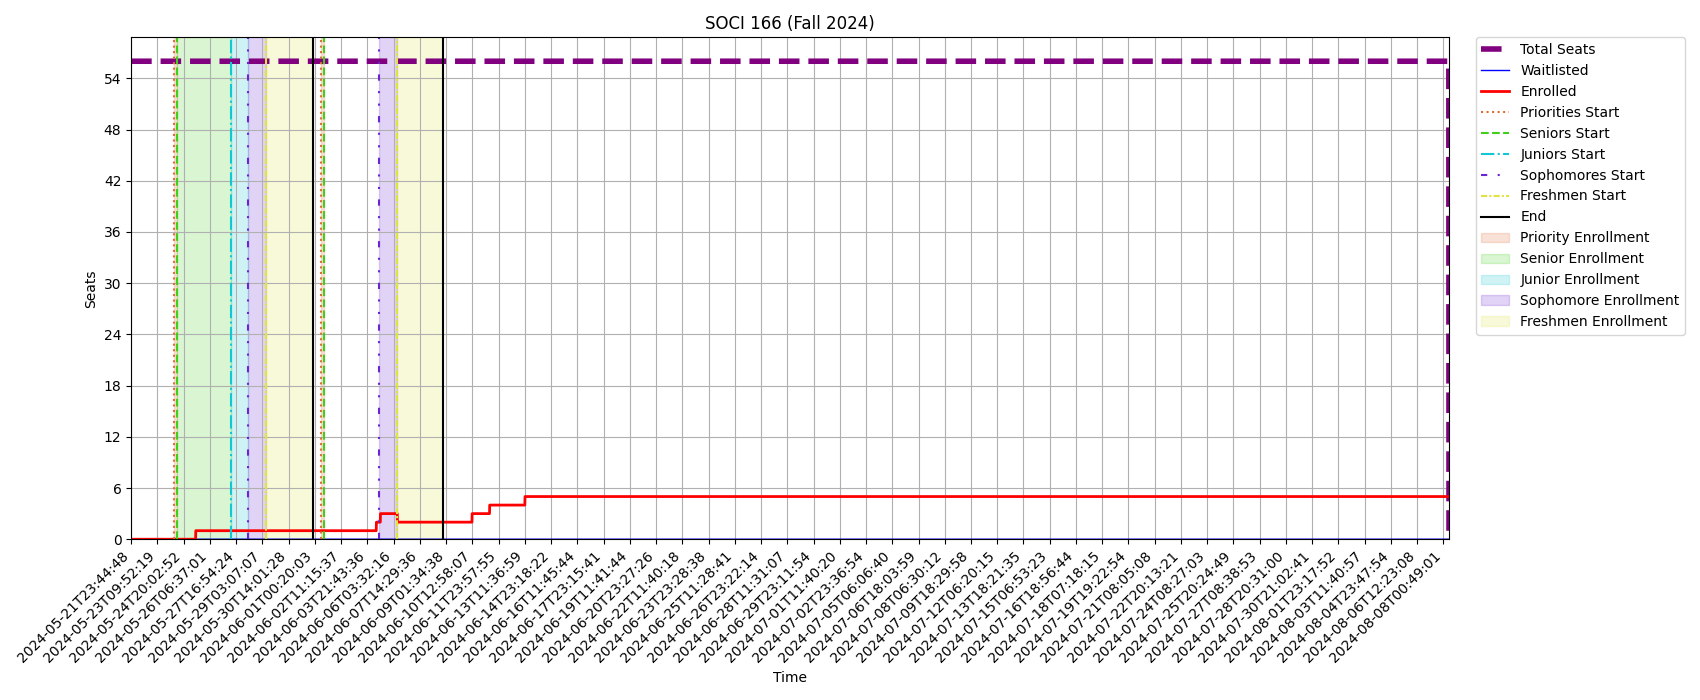 SOCI 166 (Fall 2024)
Seats
54
48
42
36
30
24
18
12
6
0
2024-05-21T23:44:48
2024-05-23T09:52:19
2024-05-24T20:02:52
2024-05-26T06:37:01
2024-05-27T16:54:24
2024-05-29T03:07:07
2024-05-30T14:01:28
2024-06-01T00:20:03
2024-06-02T11:15:37
2024-06-03T21:43:36
2024-06-06T03:32:16
2024-06-07T14:29:36
2024-06-09T01:34:38
2024-06-10T12:58:07
2024-06-11T23:57:55
2024-06-13T11:36:59
2024-06-14T23:18:22
2024-06-16T11:45:44
2024-06-17T23:15:41
2024-06-19T11:41:44
2024-06-20T23:27:26
2024-06-22T11:40:18
2024-06-23T23:28:38
2024-06-25T11:28:41
2024-06-26T23:22:14
2024-06-28T11:31:07
2024-06-29T23:11:54
2024-07-01T11:40:20
2024-07-02T23:36:54
2024-07-05T06:06:40
2024-07-06T18:03:59
2024-07-08T06:30:12
2024-07-09T18:29:58
2024-07-12T06:20:15
2024-07-13T18:21:35
2024-07-15T06:53:23
2024-07-16T18:56:44
2024-07-18T07:18:15
2024-07-19T19:22:54
2024-07-21T08:05:08
2024-07-22T20:13:21
2024-07-24T08:27:03
2024-07-25T20:24:49
2024-07-27T08:38:53
2024-07-28T20:31:00
2024-07-30T21:02:41
2024-08-01T23:17:52
2024-08-03T11:40:57
2024-08-04T23:47:54
2024-08-06T12:23:08
2024-08-08T00:49:01
Time
Total Seats
Waitlisted
Enrolled
Priorities Start
Seniors Start
Juniors Start
Sophomores Start
Freshmen Start
End
Priority Enrollment
Senior Enrollment
Junior Enrollment
Sophomore Enrollment
Freshmen Enrollment